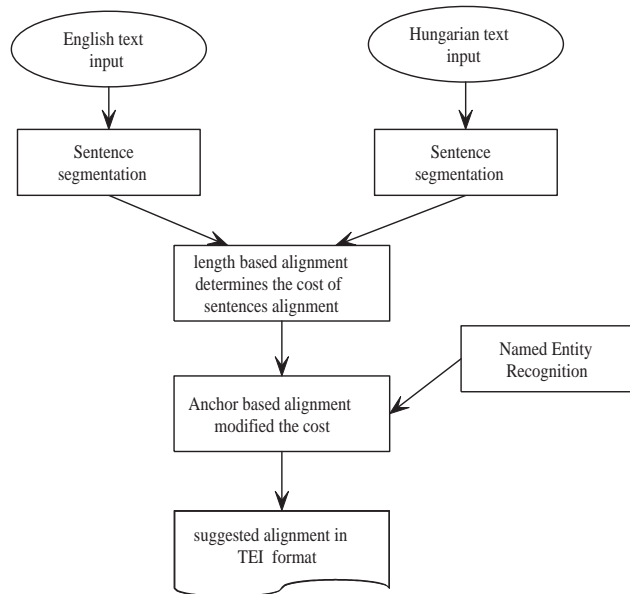 English text
input
Hungarian text
input
Sentence
segmentation
Sentence
segmentation
length based alignment
determines the cost of
sentences alignment
Named Entity
Recognition
Anchor based alignment
modified the cost
suggested alignment in
TEI format